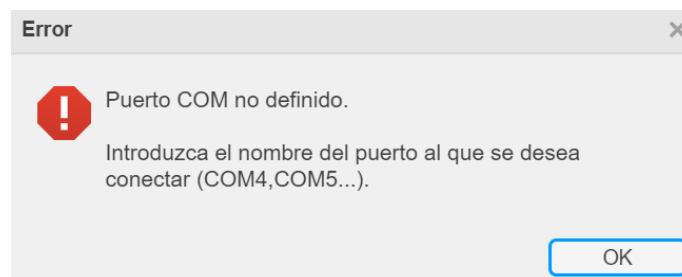 Error
Puerto COM no definido.
Introduzca el nombre del puerto al que se desea
conectar (COM4,COM5...).
OK